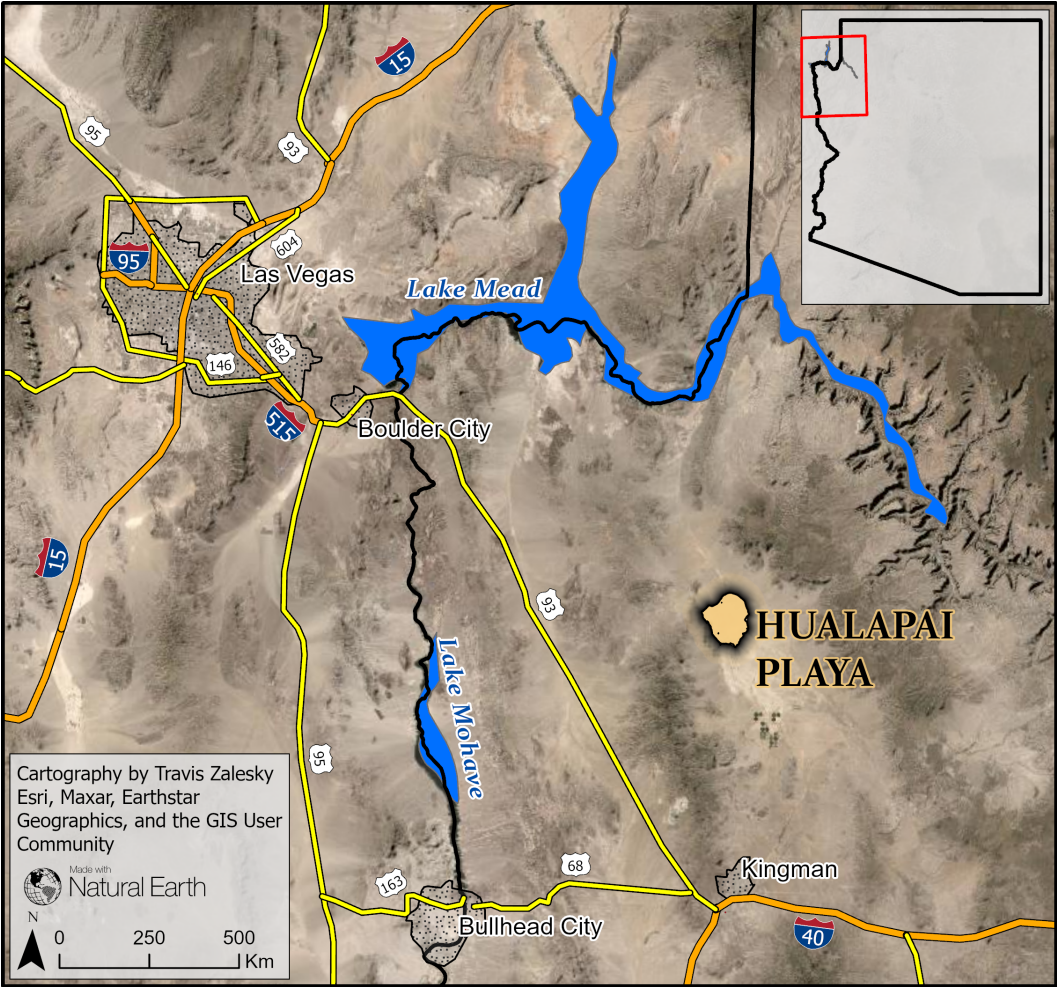 15
95
93
604
95
Las Vegas
Lake Mead
582
146
515
Boulder City
15
93
HUALAPAI
PLAYA
Lake Mohave
95
Cartography by Travis Zalesky
Esri, Maxar, Earthstar
Geographics, and the GIS User
Community
Made with
Natural Earth
N
0 250 500
Km
163
68
Kingman
Bullhead City
40